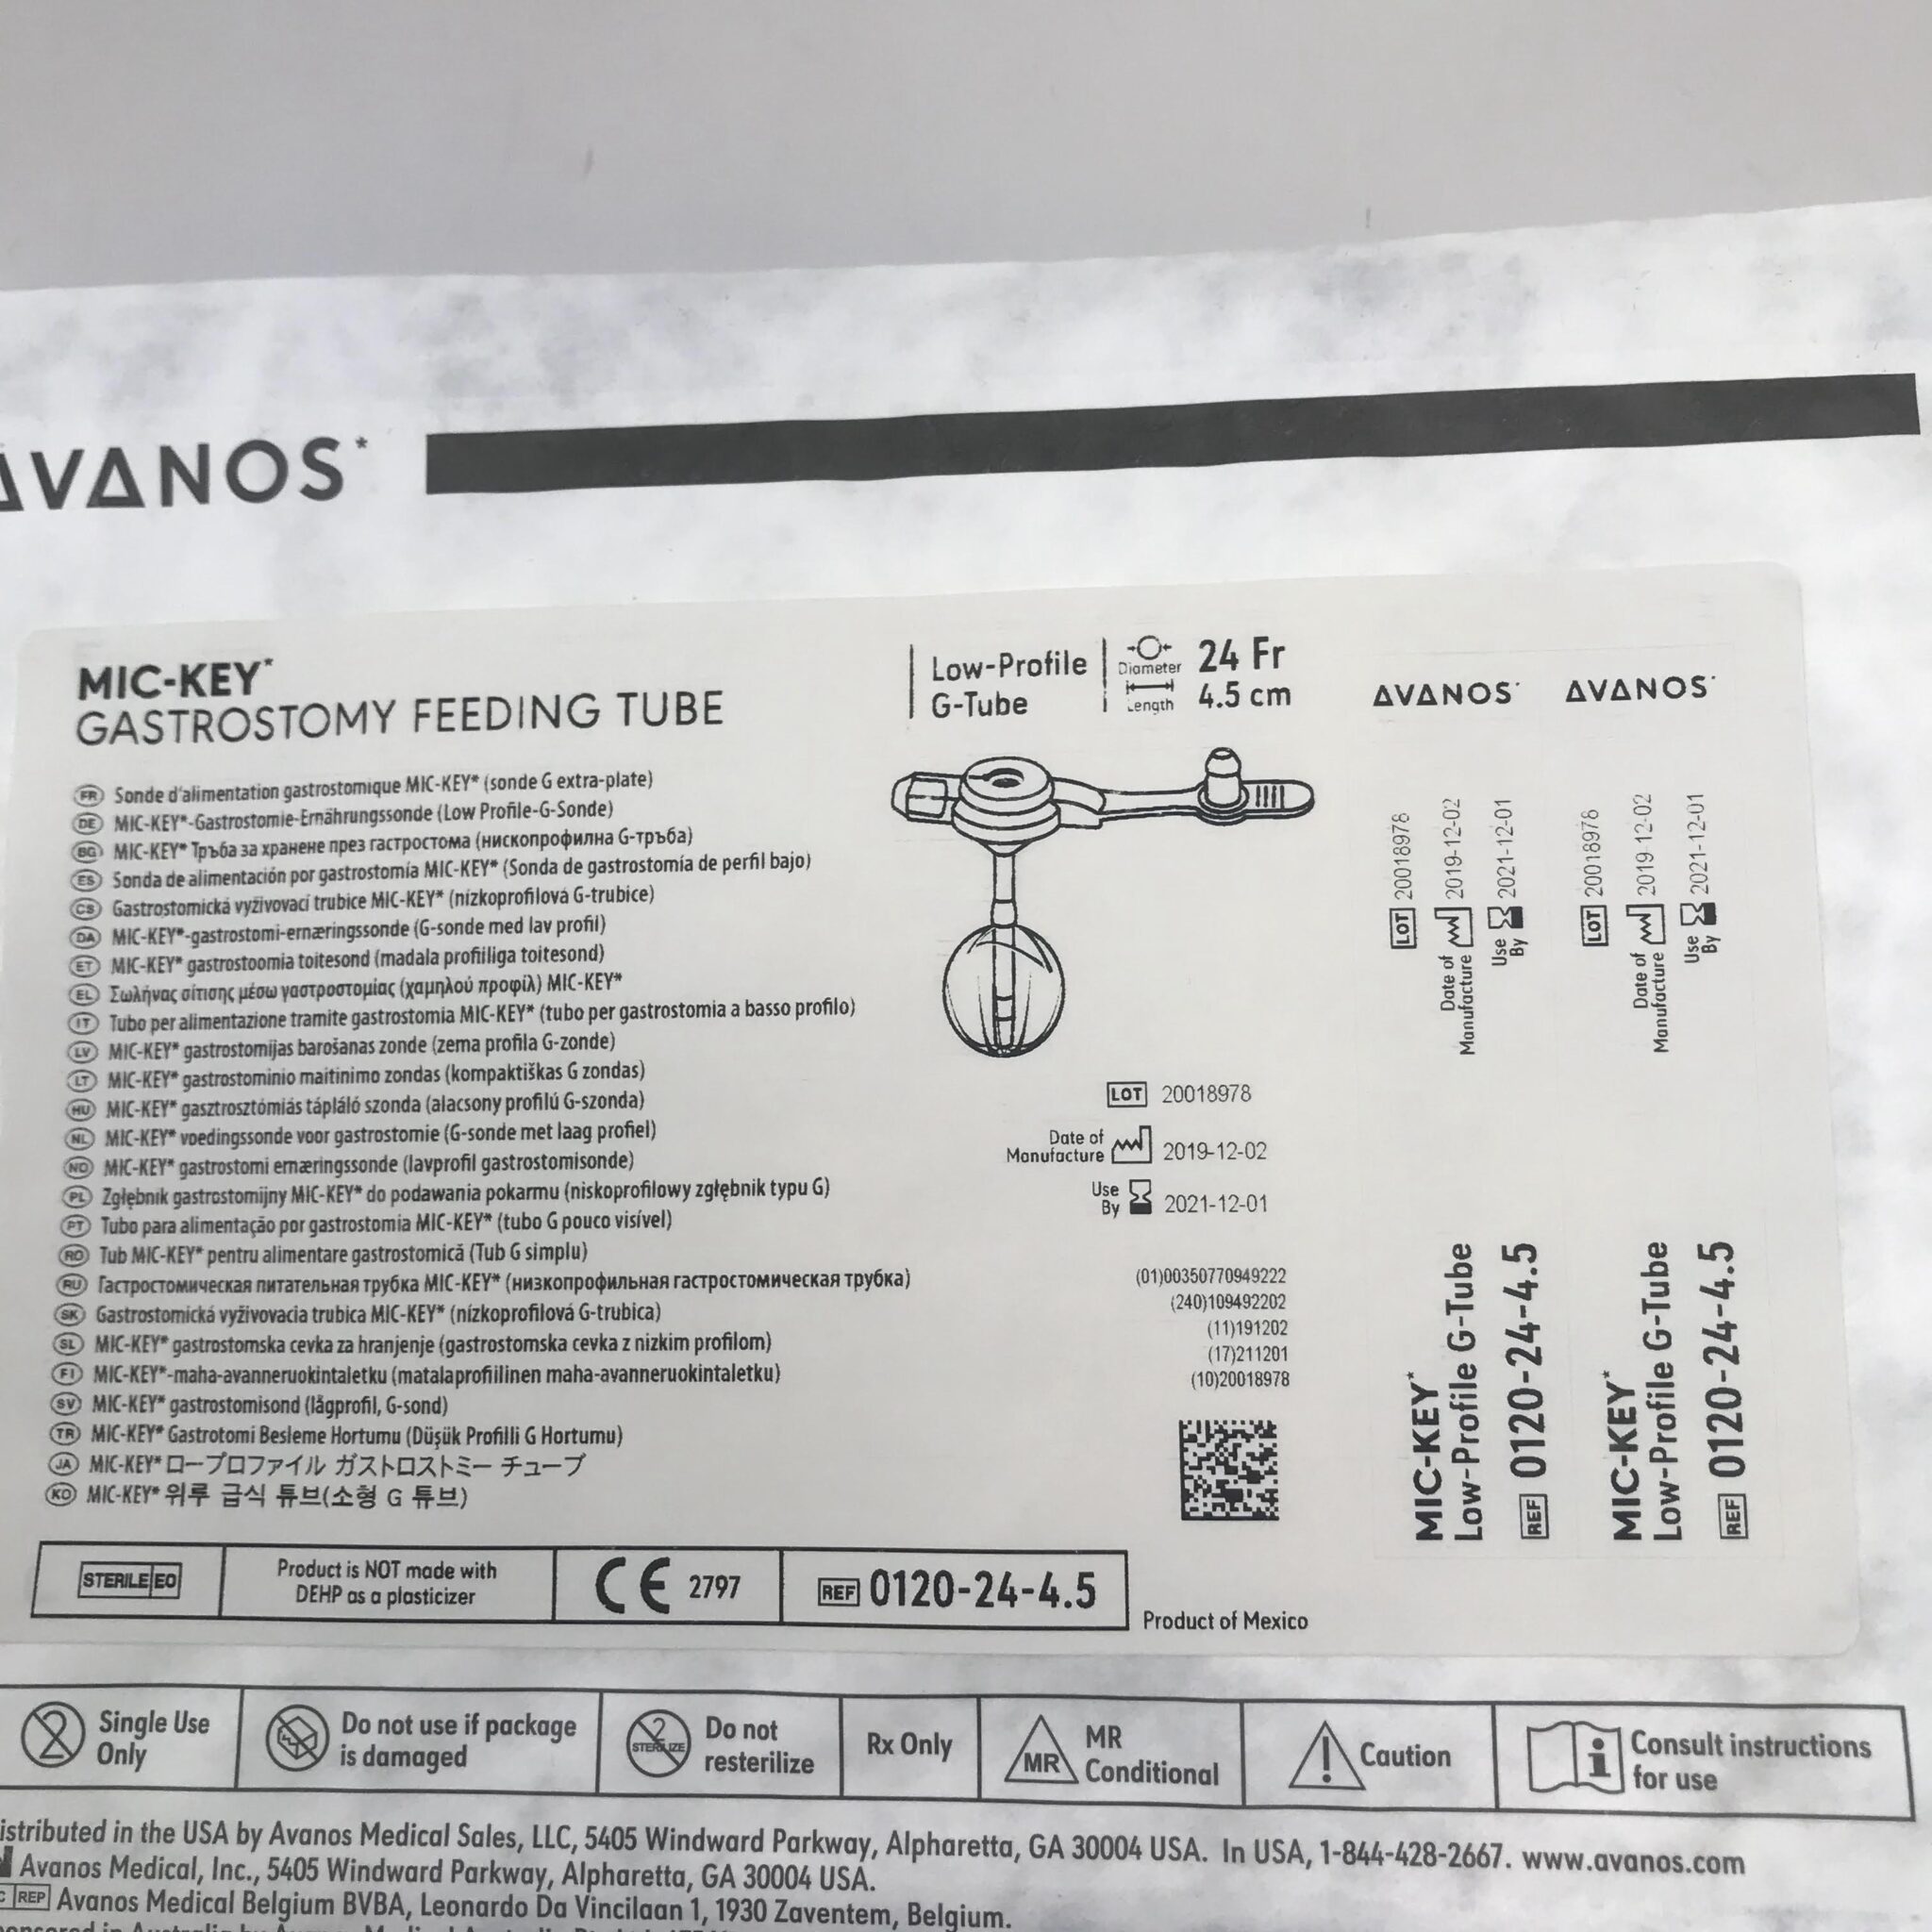 AVANOS*
MIC-KEY*
GASTROSTOMY FEEDING TUBE
Low-Profile
G-Tube
Diameter 24 Fr
Length 4.5 cm
FR Sonde d'alimentation gastrostomique MIC-KEY* (sonde G extra-plate)
DE MIC-KEY*-Gastrostomie-Ernährungssonde (Low Profile-G-Sonde)
BG MIC-KEY* Тръба за хранене през гастростома (нископрофилна G-тръба)
ES Sonda de alimentación por gastrostomía MIC-KEY* (Sonda de gastrostomía de perfil bajo)
CS Gastrostomická vyživovací trubice MIC-KEY* (nízkoprofilová G-trubice)
DA MIC-KEY*-gastrostomi-ernæringssonde (G-sonde med lav profil)
ET MIC-KEY* gastrostoomia toitesond (madala profiiliga toitesond)
EL Σωλήνας σίτισης μέσω γαστροστομίας (χαμηλού προφίλ) MIC-KEY*
IT Tubo per alimentazione tramite gastrostomia MIC-KEY* (tubo per gastrostomia a basso profilo)
LV MIC-KEY* gastrostomijas barošanas zonde (zema profila G-zonde)
LT MIC-KEY* gastrostominio maitinimo zondas (kompaktiškas G zondas)
HU MIC-KEY* gasztrosztómiás tápláló szonda (alacsony profilú G-szonda)
NL MIC-KEY* voedingssonde voor gastrostomie (G-sonde met laag profiel)
NO MIC-KEY* gastrostomi ernæringssonde (lavprofil gastrostomisonde)
PL Zgłębnik gastrostomijny MIC-KEY* do podawania pokarmu (niskoprofilowy zgłębnik typu G)
PT Tubo para alimentação por gastrostomia MIC-KEY* (tubo G pouco visível)
RO Tub MIC-KEY* pentru alimentare gastrostomică (Tub G simplu)
RU Гастростомическая питательная трубка MIC-KEY* (низкопрофильная гастростомическая трубка)
SK Gastrostomická vyživovacia trubica MIC-KEY* (nízkoprofilová G-trubica)
SL MIC-KEY* gastrostomska cevka za hranjenje (gastrostomska cevka z nizkim profilom)
FI MIC-KEY*-maha-avanneruokintaletku (matalaprofiilinen maha-avanneruokintaletku)
SV MIC-KEY* gastrostomisond (lågprofil, G-sond)
TR MIC-KEY* Gastrotomi Besleme Hortumu (Düşük Profilli G Hortumu)
JA MIC-KEY* ロープロファイル ガストロストミー チューブ
KO MIC-KEY* 위루 급식 튜브(소형 G 튜브)
LOT 20018978
Date of
Manufacture 2019-12-02
Use
By 2021-12-01
(01)00350770949222
(240)109492202
(11)191202
(17)211201
(10)20018978
STERILE EO
Product is NOT made with
DEHP as a plasticizer
CE 2797
REF 0120-24-4.5
Product of Mexico
AVANOS*
LOT 20018978
Date of
Manufacture 2019-12-02
Use
By 2021-12-01
MIC-KEY*
Low-Profile G-Tube
REF 0120-24-4.5
AVANOS*
LOT 20018978
Date of
Manufacture 2019-12-02
Use
By 2021-12-01
MIC-KEY*
Low-Profile G-Tube
REF 0120-24-4.5
2 Single Use
Only
Do not use if package
is damaged
2
STERILIZE
Do not
resterilize
Rx Only
MR
MR
Conditional
Caution
Consult instructions
for use
istributed in the USA by Avanos Medical Sales, LLC, 5405 Windward Parkway, Alpharetta, GA 30004 USA. In USA, 1-844-428-2667. www.avanos.com
Avanos Medical, Inc., 5405 Windward Parkway, Alpharetta, GA 30004 USA.
C REP Avanos Medical Belgium BVBA, Leonardo Da Vincilaan 1, 1930 Zaventem, Belgium.